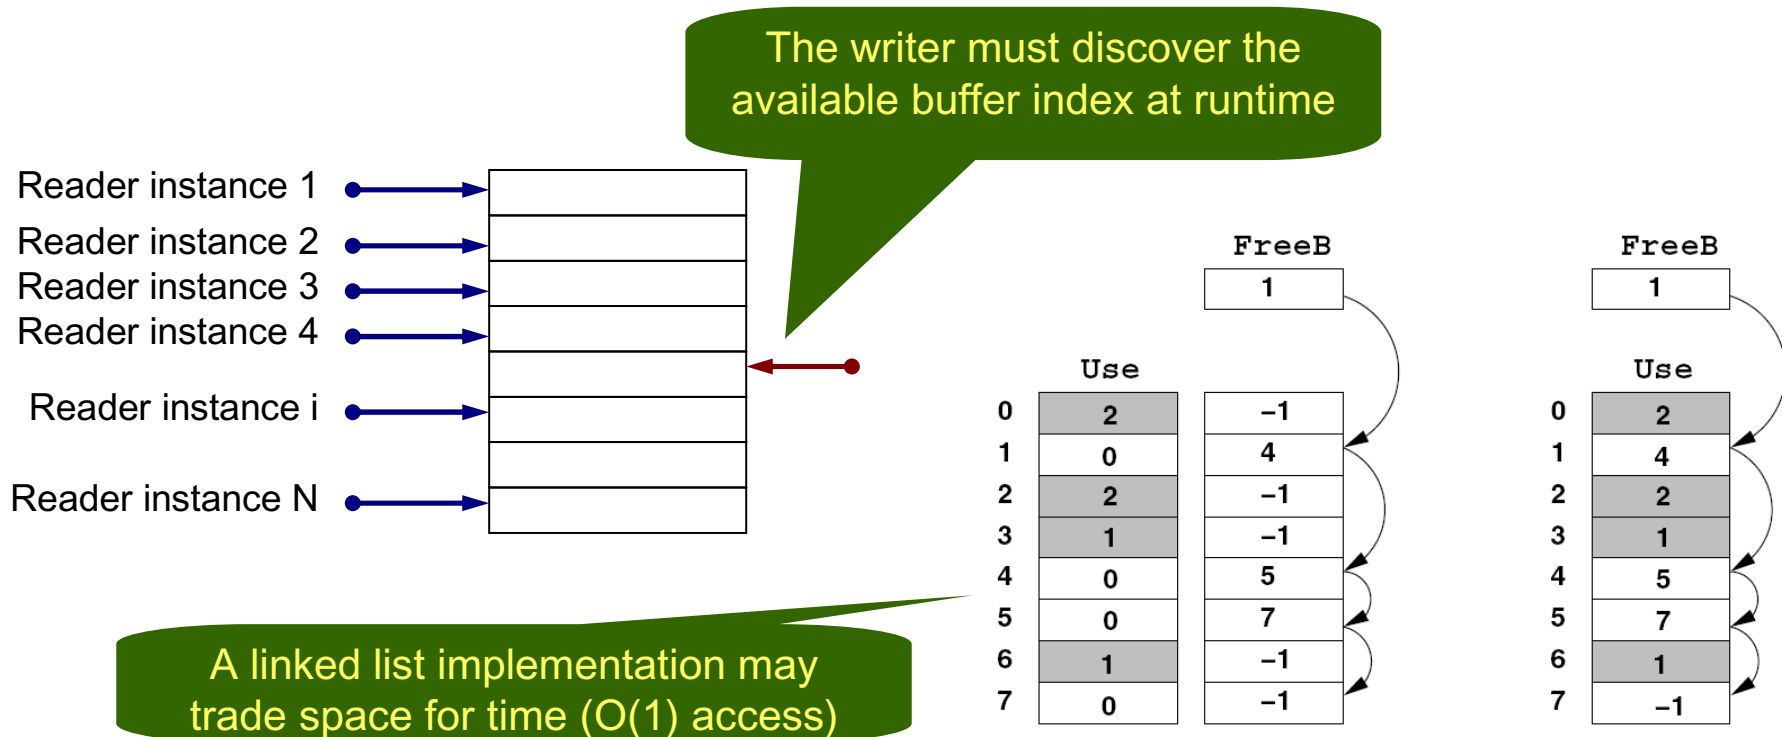 The writer must discover the
available buffer index at runtime
Reader instance 1
Reader instance 2
Reader instance 3
Reader instance 4
Reader instance i
Reader instance N
A linked list implementation may
trade space for time (O(1) access)
FreeB
1
Use
0 2 −1
1 0 4
2 2 −1
3 1 −1
4 0 5
5 0 7
6 1 −1
7 0 −1
FreeB
1
Use
0 2
1 4
2 2
3 1
4 5
5 7
6 1
7 −1